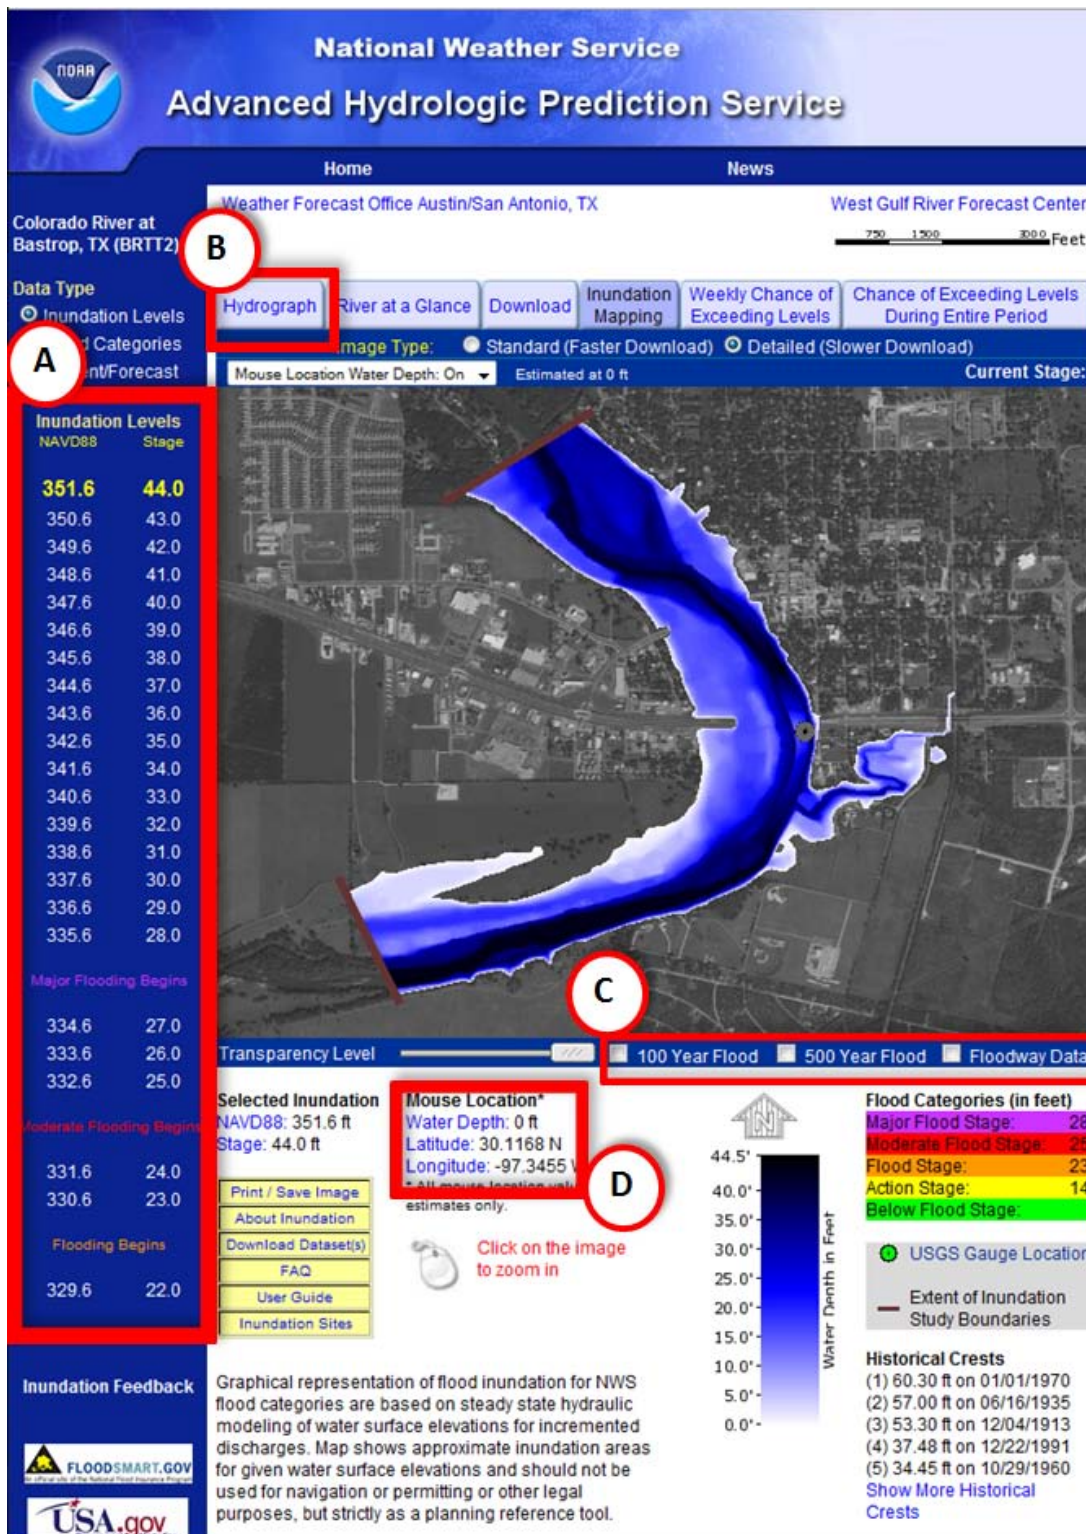 NOAA
National Weather Service
Advanced Hydrologic Prediction Service
Home News
Weather Forecast Office Austin/San Antonio, TX West Gulf River Forecast Center
Colorado River at
Bastrop, TX (BRTT2)
B
750 1500 3000 Feet
Data Type
Inundation Levels
Categories
Forecast
A
Hydrograph River at a Glance Download Inundation Mapping Weekly Chance of Exceeding Levels Chance of Exceeding Levels During Entire Period
Image Type: Standard (Faster Download) Detailed (Slower Download)
Mouse Location Water Depth: On Estimated at 0 ft Current Stage:
Inundation Levels
NAVD88 Stage
351.6 44.0
350.6 43.0
349.6 42.0
348.6 41.0
347.6 40.0
346.6 39.0
345.6 38.0
344.6 37.0
343.6 36.0
342.6 35.0
341.6 34.0
340.6 33.0
339.6 32.0
338.6 31.0
337.6 30.0
336.6 29.0
335.6 28.0
Major Flooding Begins
334.6 27.0
333.6 26.0
332.6 25.0
Moderate Flooding Begins
331.6 24.0
330.6 23.0
Flooding Begins
329.6 22.0
C
Transparency Level 100 Year Flood 500 Year Flood Floodway Data
Selected Inundation
NAVD88: 351.6 ft
Stage: 44.0 ft
Mouse Location*
Water Depth: 0 ft
Latitude: 30.1168 N
Longitude: -97.3455 W
* All mouse location
estimates only.
D
Print / Save Image
About Inundation
Download Dataset(s)
FAQ
User Guide
Inundation Sites
Click on the image
to zoom in
N
44.5'
40.0'
35.0'
30.0'
25.0'
20.0'
15.0'
10.0'
5.0'
0.0'
Water Depth in Feet
Flood Categories (in feet)
Major Flood Stage: 28
Moderate Flood Stage: 25
Flood Stage: 23
Action Stage: 14
Below Flood Stage:
USGS Gauge Location
Extent of Inundation
Study Boundaries
Historical Crests
(1) 60.30 ft on 01/01/1970
(2) 57.00 ft on 06/16/1935
(3) 53.30 ft on 12/04/1913
(4) 37.48 ft on 12/22/1991
(5) 34.45 ft on 10/29/1960
Show More Historical
Crests
Inundation Feedback
FLOODSMART.GOV
An official site of the National Flood Insurance Program
USA.gov
Graphical representation of flood inundation for NWS
flood categories are based on steady state hydraulic
modeling of water surface elevations for incremented
discharges. Map shows approximate inundation areas
for given water surface elevations and should not be
used for navigation or permitting or other legal
purposes, but strictly as a planning reference tool.